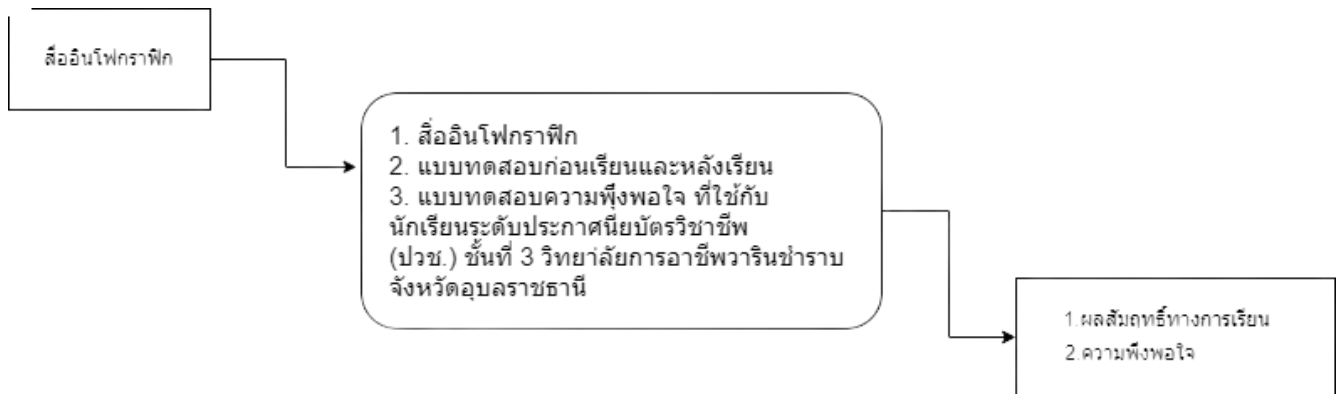 สื่ออินโฟกราฟิก
1. สื่ออินโฟกราฟิก
2. แบบทดสอบก่อนเรียนและหลังเรียน
3. แบบทดสอบความพึงพอใจ ที่ใช้กับ
นักเรียนระดับประกาศนียบัตรวิชาชีพ
(ปวช.) ชั้นที่ 3 วิทยาลัยการอาชีพวารินชำราบ
จังหวัดอุบลราชธานี
1.ผลสัมฤทธิ์ทางการเรียน
2.ความพึงพอใจ